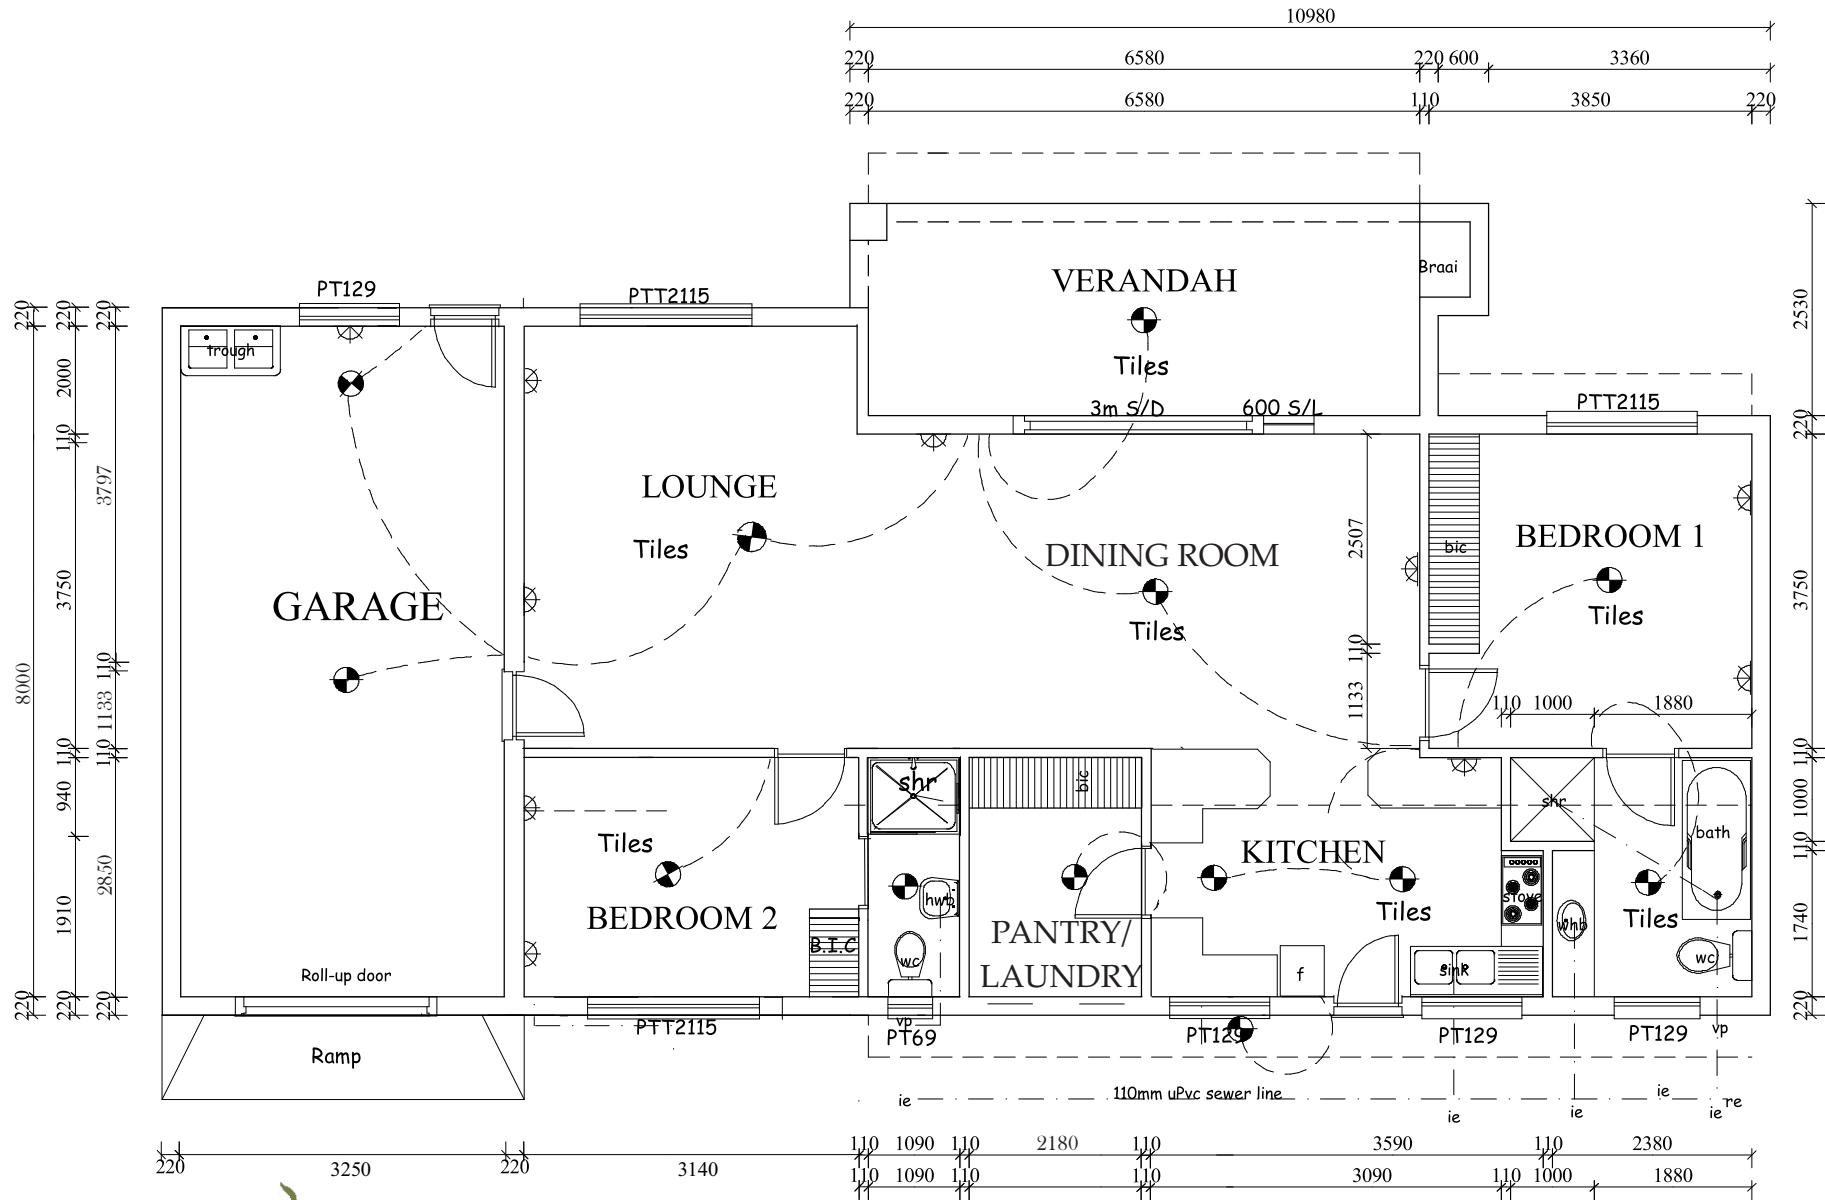 10980
220 6580 220 600 3360
220 6580 110 3850 220
VERANDAH
Braai
Tiles
3m S/D 600 S/L
PT129
PTT2115
PTT2115
trough
LOUNGE
Tiles
DINING ROOM
Tiles
GARAGE
BEDROOM 1
Tiles
bic
2507
110
1133
110 1000 1880
220
8000
220
220
2000
110
3750
110
940
1910
220
220
3797
110
1133
110
2850
220
2530
220
3750
110
1000
110
1740
220
Tiles
BEDROOM 2
B.I.C
shr
hwb
wc
bic
PANTRY/
LAUNDRY
KITCHEN
Tiles
f
stove
sink
shr
whb
bath
Tiles
wc
Roll-up door
Ramp
PTT2115
vp
PT69
PT129
PT129
PT129
vp
ie
110mm uPvc sewer line
ie
ie
ie
ie
re
110 1090 110 2180 110 3590 110 2380
220 3250 220 3140
110 1090 110 110 3090 110 1000 1880